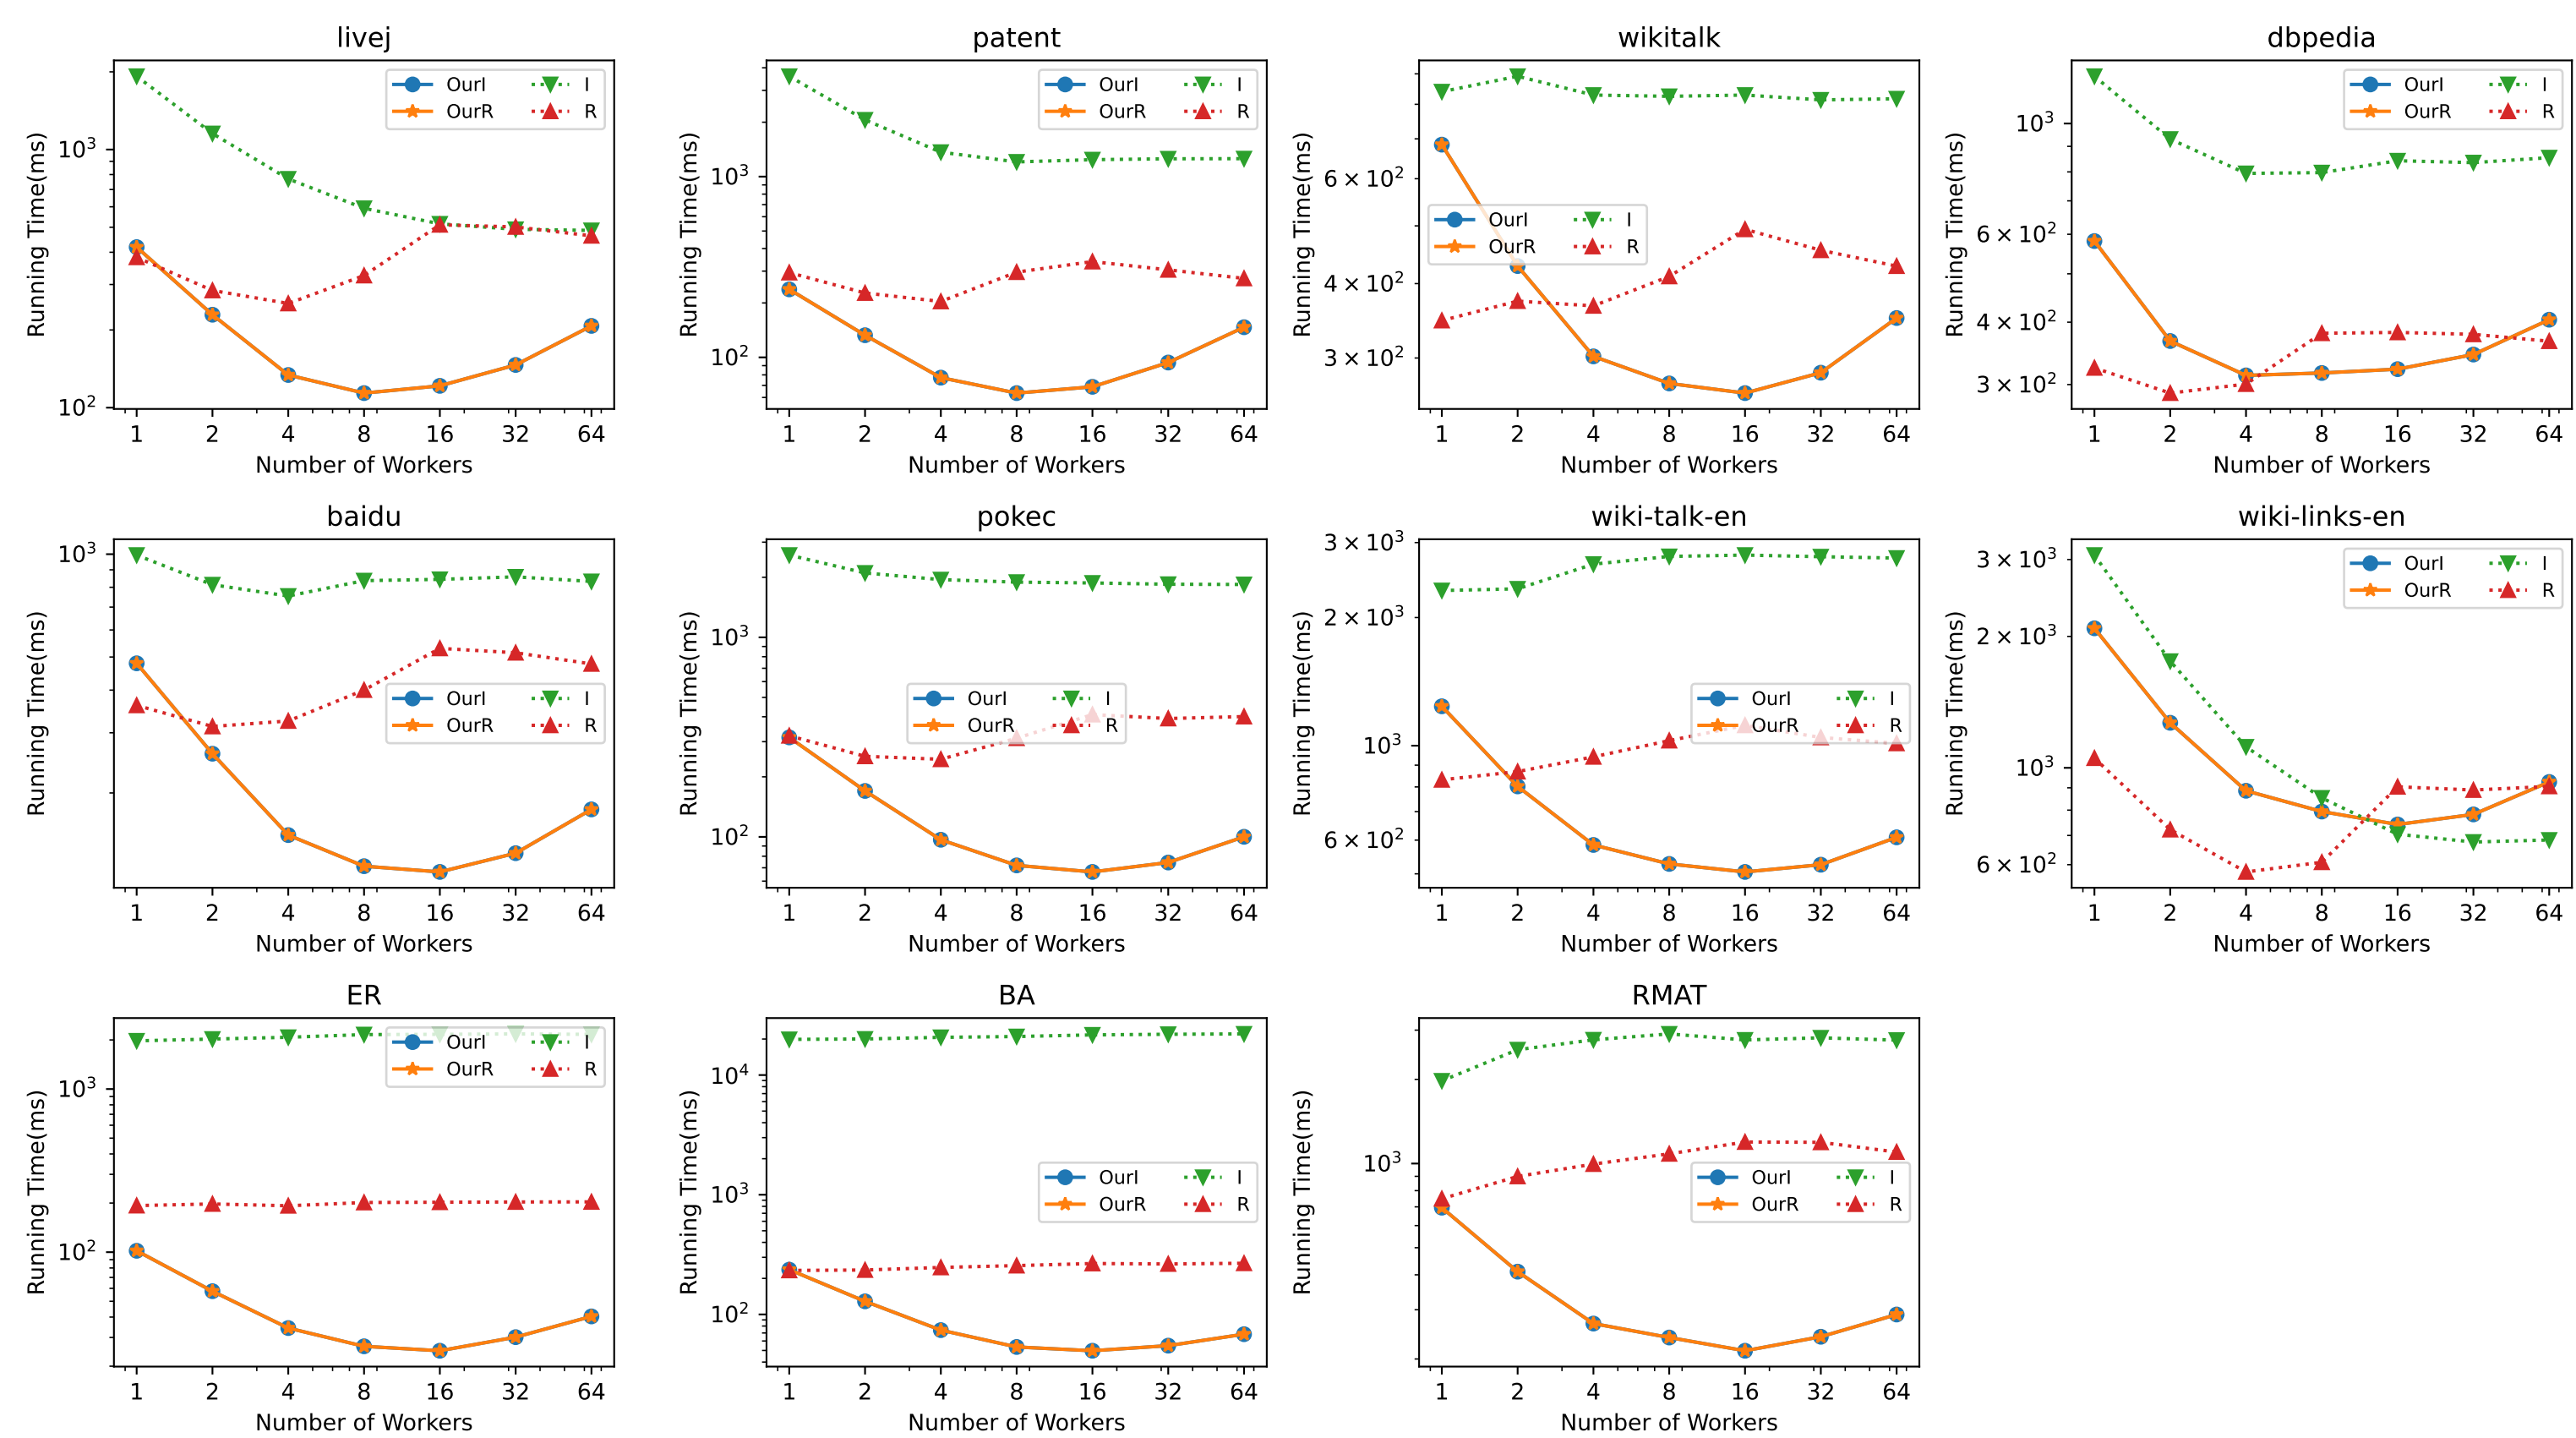 livej
Running Time(ms)
10³
10²
OurI
OurR
I
R
1 2 4 8 16 32 64
Number of Workers
patent
Running Time(ms)
10³
10²
OurI
OurR
I
R
1 2 4 8 16 32 64
Number of Workers
wikitalk
Running Time(ms)
6 × 10²
4 × 10²
3 × 10²
OurI
OurR
I
R
1 2 4 8 16 32 64
Number of Workers
dbpedia
Running Time(ms)
10³
6 × 10²
4 × 10²
3 × 10²
OurI
OurR
I
R
1 2 4 8 16 32 64
Number of Workers
baidu
Running Time(ms)
10³
OurI
OurR
I
R
1 2 4 8 16 32 64
Number of Workers
pokec
Running Time(ms)
10³
10²
OurI
OurR
I
R
1 2 4 8 16 32 64
Number of Workers
wiki-talk-en
Running Time(ms)
3 × 10³
2 × 10³
10³
6 × 10²
OurI
OurR
I
R
1 2 4 8 16 32 64
Number of Workers
wiki-links-en
Running Time(ms)
3 × 10³
2 × 10³
10³
6 × 10²
OurI
OurR
I
R
1 2 4 8 16 32 64
Number of Workers
ER
Running Time(ms)
10³
10²
OurI
OurR
I
R
1 2 4 8 16 32 64
Number of Workers
BA
Running Time(ms)
10⁴
10³
10²
OurI
OurR
I
R
1 2 4 8 16 32 64
Number of Workers
RMAT
Running Time(ms)
10³
OurI
OurR
I
R
1 2 4 8 16 32 64
Number of Workers